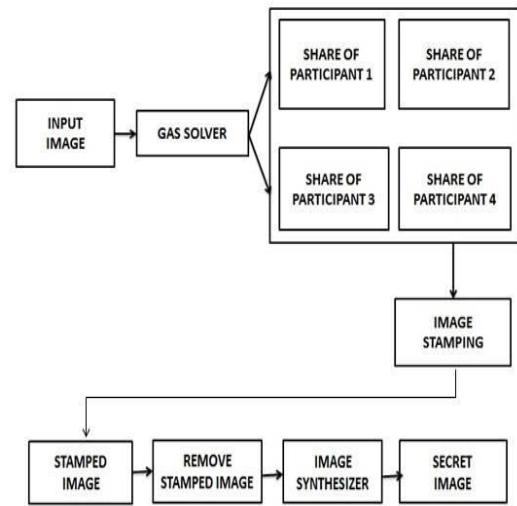 SHARE OF
PARTICIPANT 1
SHARE OF
PARTICIPANT 2
INPUT
IMAGE
GAS SOLVER
SHARE OF
PARTICIPANT 3
SHARE OF
PARTICIPANT 4
IMAGE
STAMPING
STAMPED
IMAGE
REMOVE
STAMPED IMAGE
IMAGE
SYNTHESIZER
SECRET
IMAGE